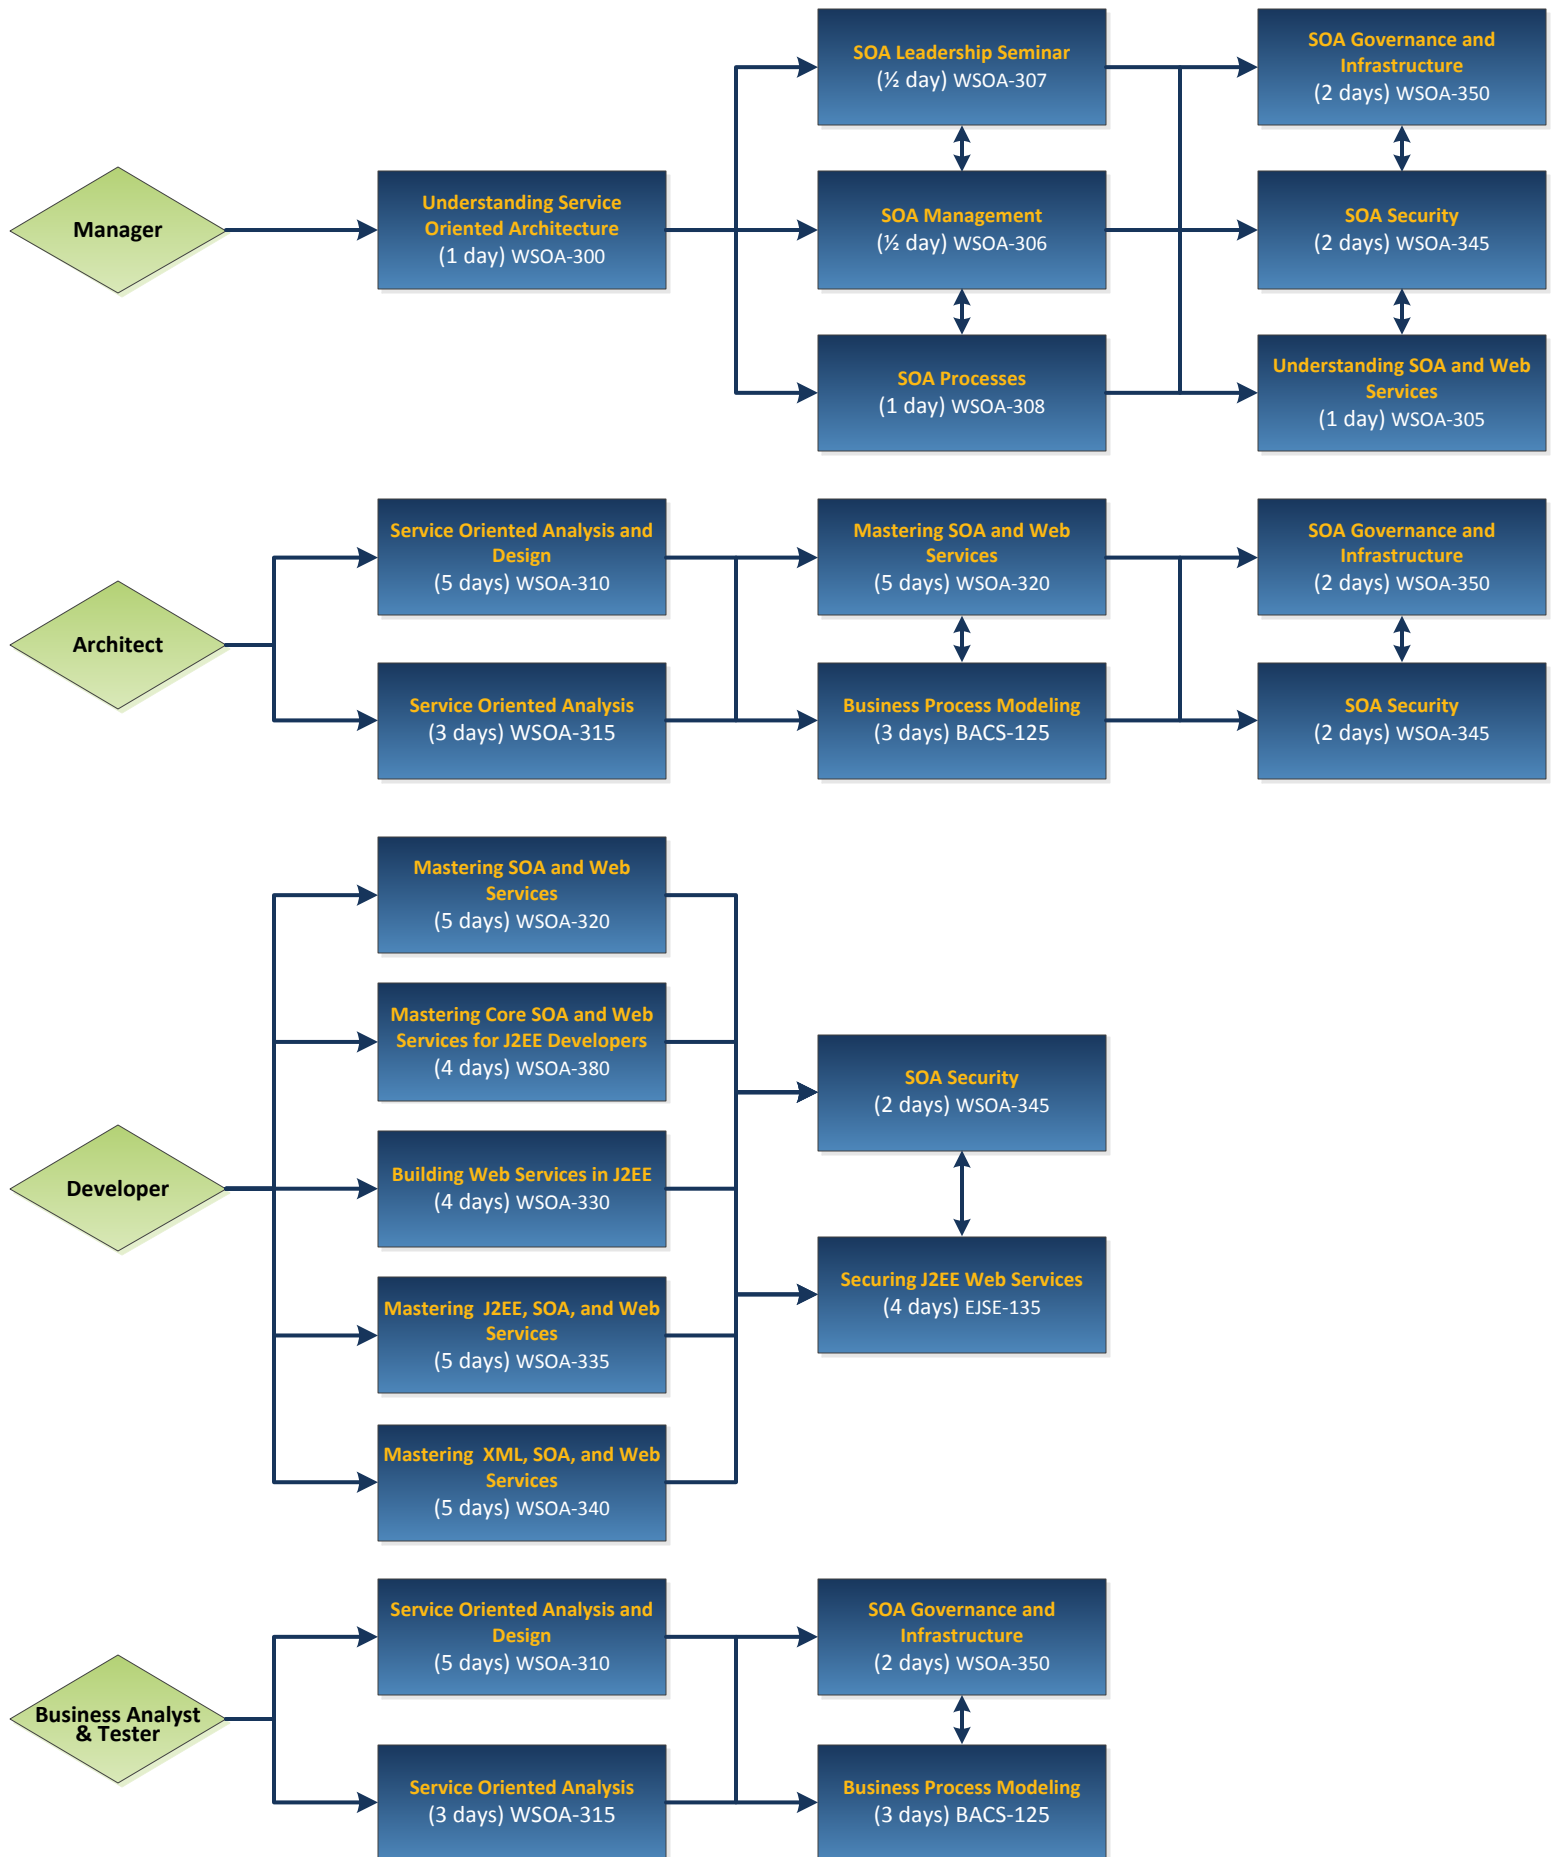 Manager
Understanding Service
Oriented Architecture
(1 day) WSOA-300
SOA Leadership Seminar
(½ day) WSOA-307
SOA Management
(½ day) WSOA-306
SOA Processes
(1 day) WSOA-308
SOA Governance and
Infrastructure
(2 days) WSOA-350
SOA Security
(2 days) WSOA-345
Understanding SOA and Web
Services
(1 day) WSOA-305
Architect
Service Oriented Analysis and
Design
(5 days) WSOA-310
Service Oriented Analysis
(3 days) WSOA-315
Mastering SOA and Web
Services
(5 days) WSOA-320
Business Process Modeling
(3 days) BACS-125
SOA Governance and
Infrastructure
(2 days) WSOA-350
SOA Security
(2 days) WSOA-345
Developer
Mastering SOA and Web
Services
(5 days) WSOA-320
Mastering Core SOA and Web
Services for J2EE Developers
(4 days) WSOA-380
Building Web Services in J2EE
(4 days) WSOA-330
Mastering J2EE, SOA, and Web
Services
(5 days) WSOA-335
Mastering XML, SOA, and Web
Services
(5 days) WSOA-340
SOA Security
(2 days) WSOA-345
Securing J2EE Web Services
(4 days) EJSE-135
Business Analyst
& Tester
Service Oriented Analysis and
Design
(5 days) WSOA-310
Service Oriented Analysis
(3 days) WSOA-315
SOA Governance and
Infrastructure
(2 days) WSOA-350
Business Process Modeling
(3 days) BACS-125